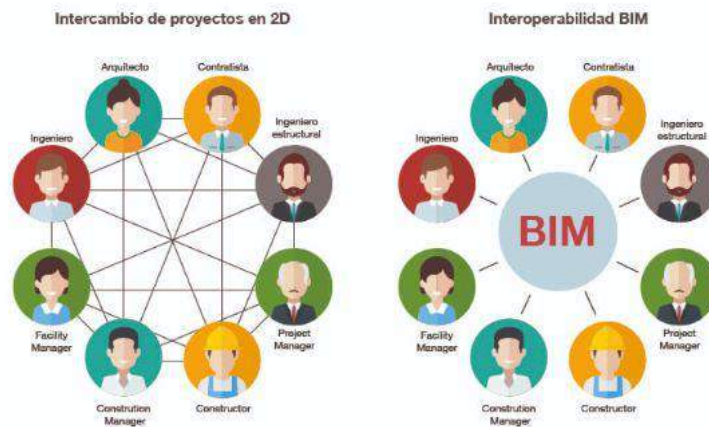 Intercambio de proyectos en 2D
Arquitecto
Contratista
Ingeniero
Ingeniero
estructural
Facility
Manager
Project
Manager
Constrution
Manager
Constructor
Interoperabilidad BIM
Arquitecto
Contratista
Ingeniero
Ingeniero
estructural
BIM
Facility
Manager
Project
Manager
Constrution
Manager
Constructor